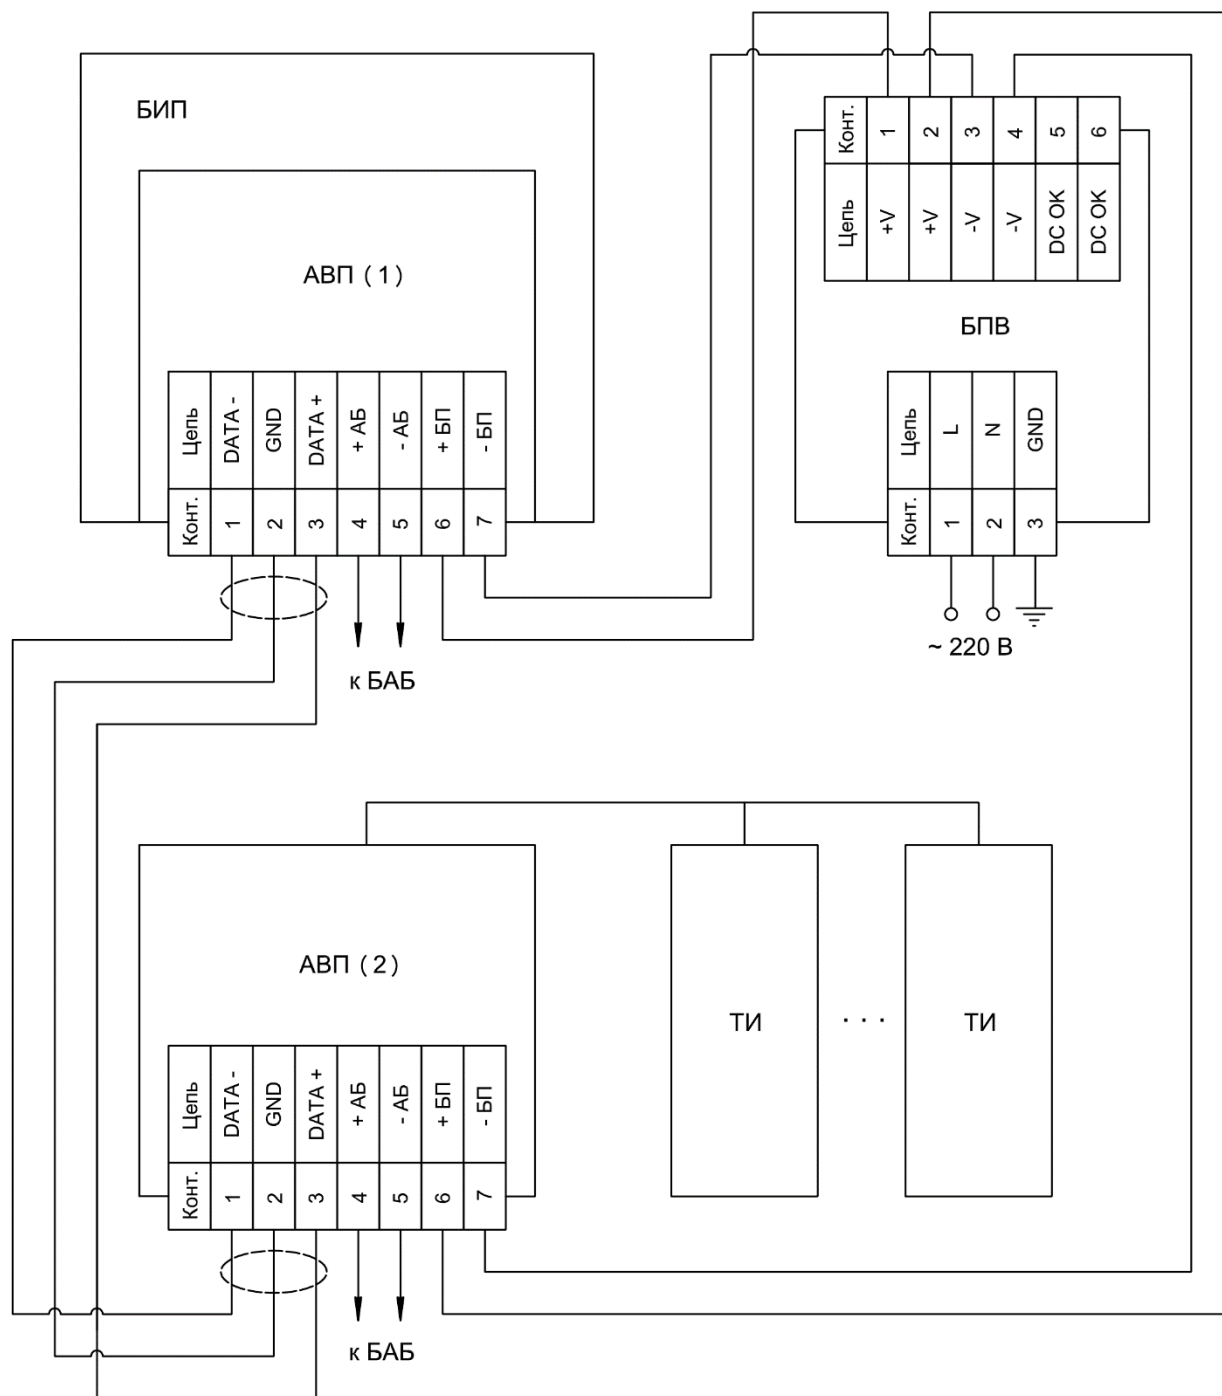 БИП
АВП ( 1 )
Цепь DATA - GND DATA + + АБ - АБ + БП - БП
Конт. 1 2 3 4 5 6 7
к БАБ
Конт. 1 2 3 4 5 6
Цепь +V +V -V -V DC OK DC OK
БПВ
Цепь L N GND
Конт. 1 2 3
~ 220 В
АВП ( 2 )
ТИ . . . ТИ
Цепь DATA - GND DATA + + АБ - АБ + БП - БП
Конт. 1 2 3 4 5 6 7
к БАБ